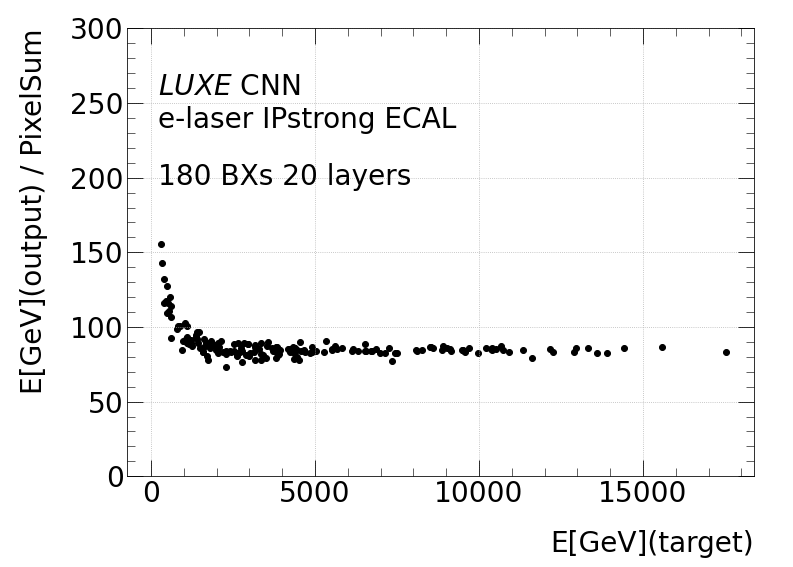 E[GeV](output) / PixelSum
300
250
200
150
100
50
0
LUXE CNN
e-laser IPstrong ECAL
180 BXs 20 layers
0 5000 10000 15000
E[GeV](target)